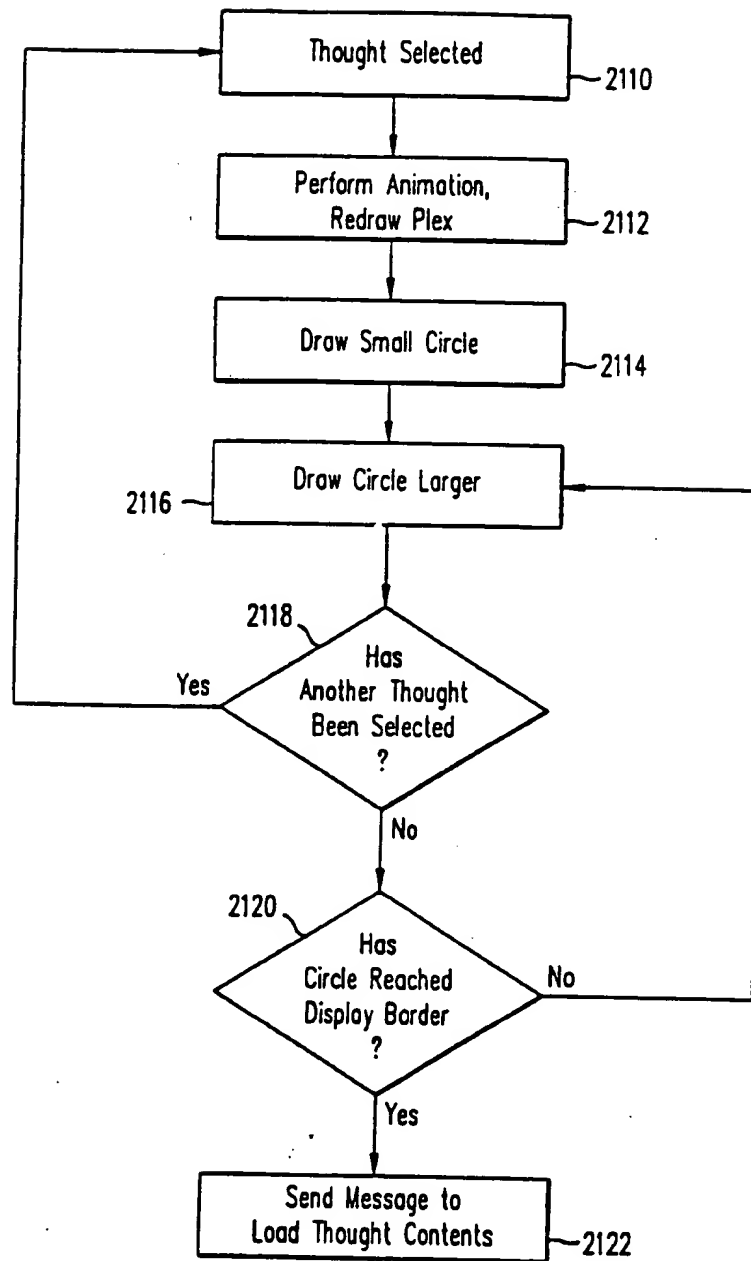 Thought Selected
2110
Perform Animation,
Redraw Plex
2112
Draw Small Circle
2114
Draw Circle Larger
2116
2118
Has
Another Thought
Been Selected
?
Yes
No
2120
Has
Circle Reached
Display Border
?
No
Yes
Send Message to
Load Thought Contents
2122